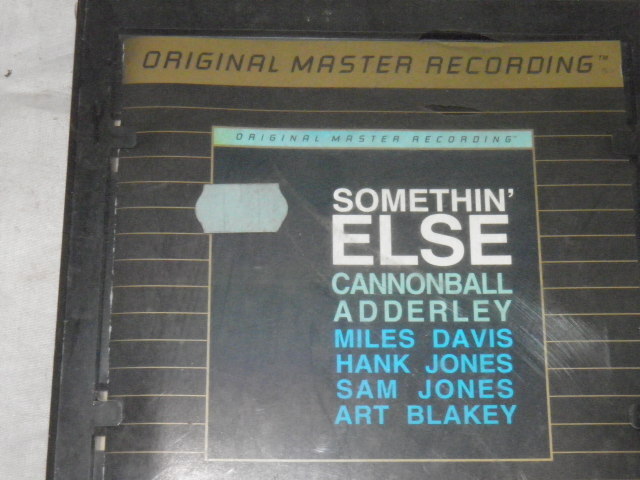 ORIGINAL MASTER RECORDING™
ORIGINAL MASTER RECORDING™
SOMETHIN'
ELSE
CANNONBALL
ADDERLEY
MILES DAVIS
HANK JONES
SAM JONES
ART BLAKEY